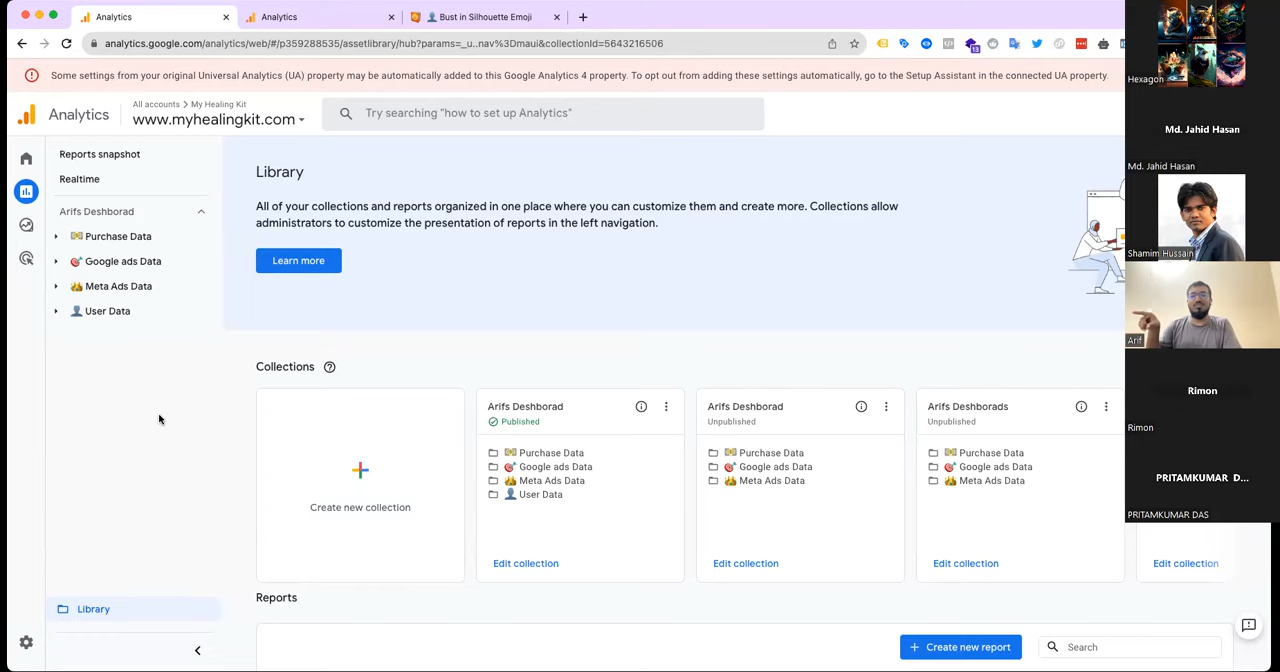 Analytics
Analytics
Bust in Silhouette Emoji
analytics.google.com/analytics/web/#/p359288535/assetlibrary/hub?params=_u..nav%3Dmaui&collectionId=5643216506
13
Some settings from your original Universal Analytics (UA) property may be automatically added to this Google Analytics 4 property. To opt out from adding these settings automatically, go to the Setup Assistant in the connected UA property.
Analytics
All accounts > My Healing Kit
www.myhealingkit.com
Try searching "how to set up Analytics"
Reports snapshot
Realtime
Arifs Deshborad
Purchase Data
Google ads Data
Meta Ads Data
User Data
Library
Library
All of your collections and reports organized in one place where you can customize them and create more. Collections allow
administrators to customize the presentation of reports in the left navigation.
Learn more
Collections
Create new collection
Arifs Deshborad
Published
Purchase Data
Google ads Data
Meta Ads Data
User Data
Edit collection
Arifs Deshborad
Unpublished
Purchase Data
Google ads Data
Meta Ads Data
Edit collection
Arifs Deshborads
Unpublished
Purchase Data
Google ads Data
Meta Ads Data
Edit collection
Edit collection
Reports
Create new report
Search
Hexagon
Md. Jahid Hasan
Md. Jahid Hasan
Shamim Hussain
Arif
Rimon
Rimon
PRITAMKUMAR D...
PRITAMKUMAR DAS